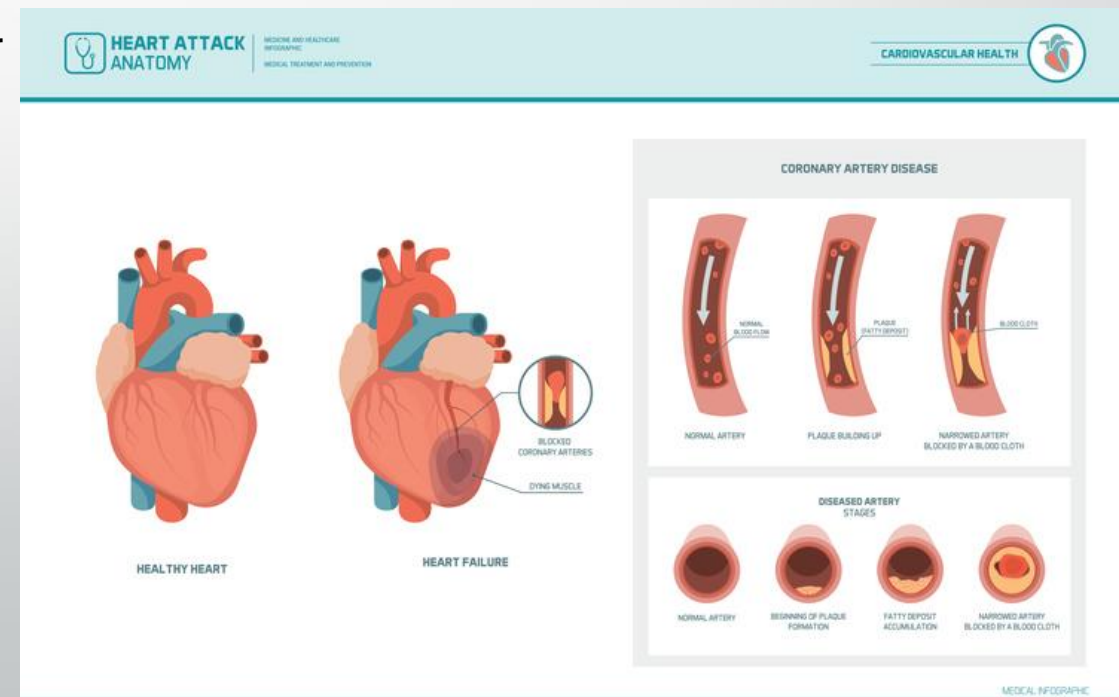 HEART ATTACK
ANATOMY
MEDICINE AND HEALTHCARE
INFOGRAPHIC
MEDICAL TREATMENT AND PREVENTION
CARDIOVASCULAR HEALTH
BLOCKED
CORONARY ARTERIES
DYING MUSCLE
HEALTHY HEART
HEART FAILURE
CORONARY ARTERY DISEASE
NORMAL
BLOOD FLOW
PLAQUE
(FATTY DEPOSIT)
BLOOD CLOTH
NORMAL ARTERY
PLAQUE BUILDING UP
NARROWED ARTERY
BLOCKED BY A BLOOD CLOTH
DISEASED ARTERY
STAGES
NORMAL ARTERY
BEGINNING OF PLAQUE
FORMATION
FATTY DEPOSIT
ACCUMULATION
NARROWED ARTERY
BLOCKED BY A BLOOD CLOTH
MEDICAL INFOGRAPHIC